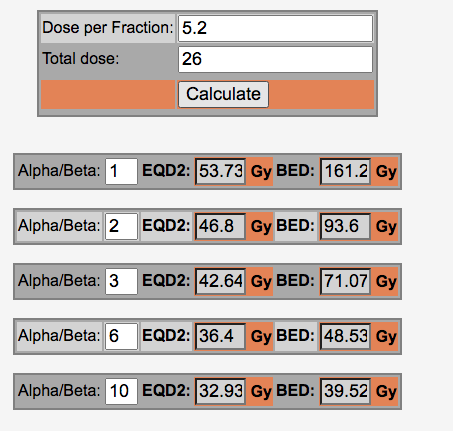 Dose per Fraction: 5.2
Total dose: 26
Calculate
Alpha/Beta: 1 EQD2: 53.73 Gy BED: 161.2 Gy
Alpha/Beta: 2 EQD2: 46.8 Gy BED: 93.6 Gy
Alpha/Beta: 3 EQD2: 42.64 Gy BED: 71.07 Gy
Alpha/Beta: 6 EQD2: 36.4 Gy BED: 48.53 Gy
Alpha/Beta: 10 EQD2: 32.93 Gy BED: 39.52 Gy